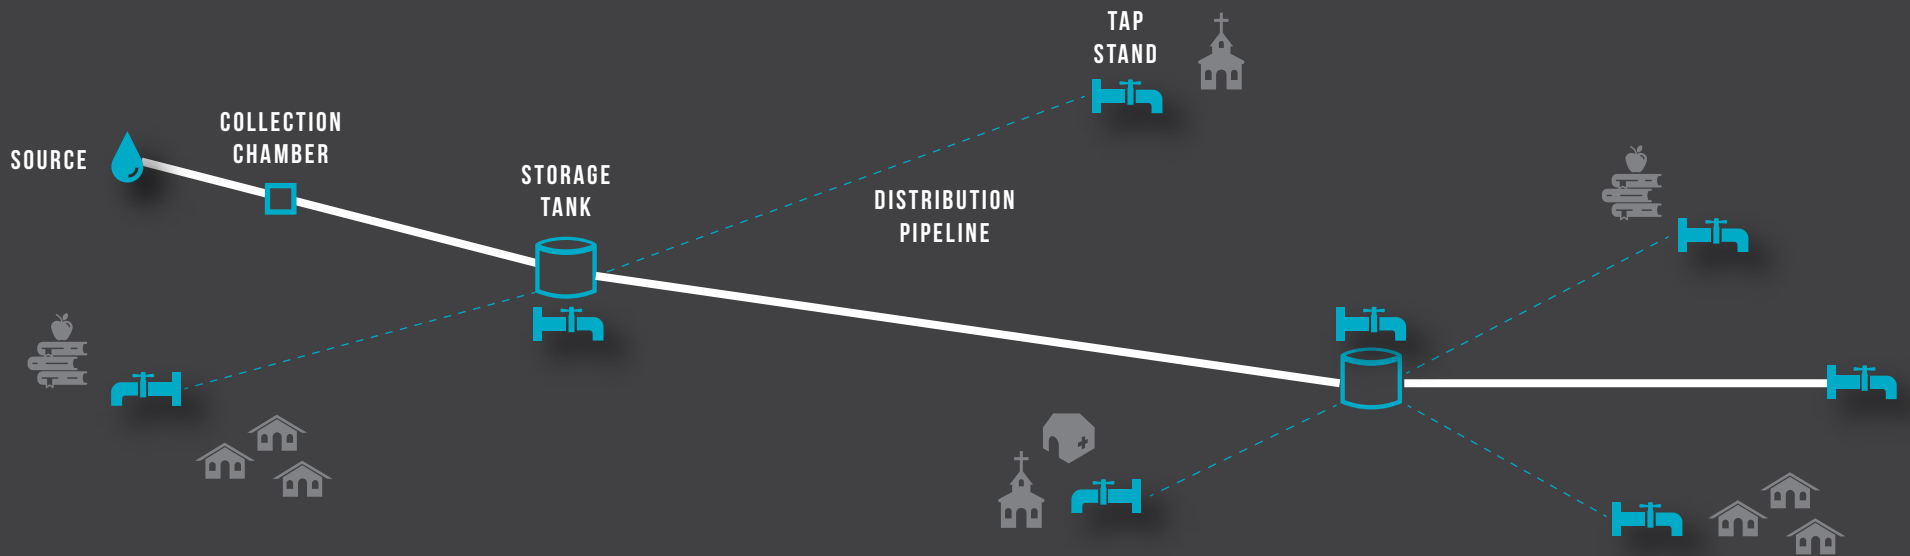 TAP
STAND
COLLECTION
CHAMBER
SOURCE
STORAGE
TANK
DISTRIBUTION
PIPELINE